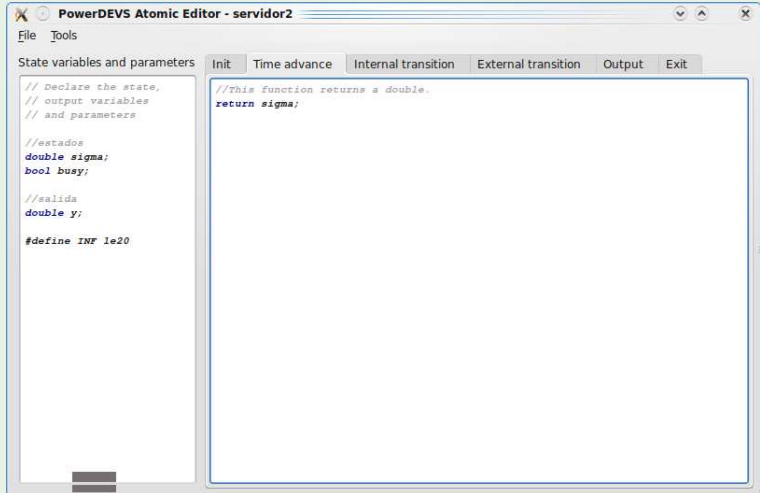 PowerDEVS Atomic Editor - servidor2
File Tools
State variables and parameters
Init Time advance Internal transition External transition Output Exit
// Declare the state,
// output variables
// and parameters
//estados
double sigma;
bool busy;
//salida
double y;
#define INF 1e20
//This function returns a double.
return sigma;